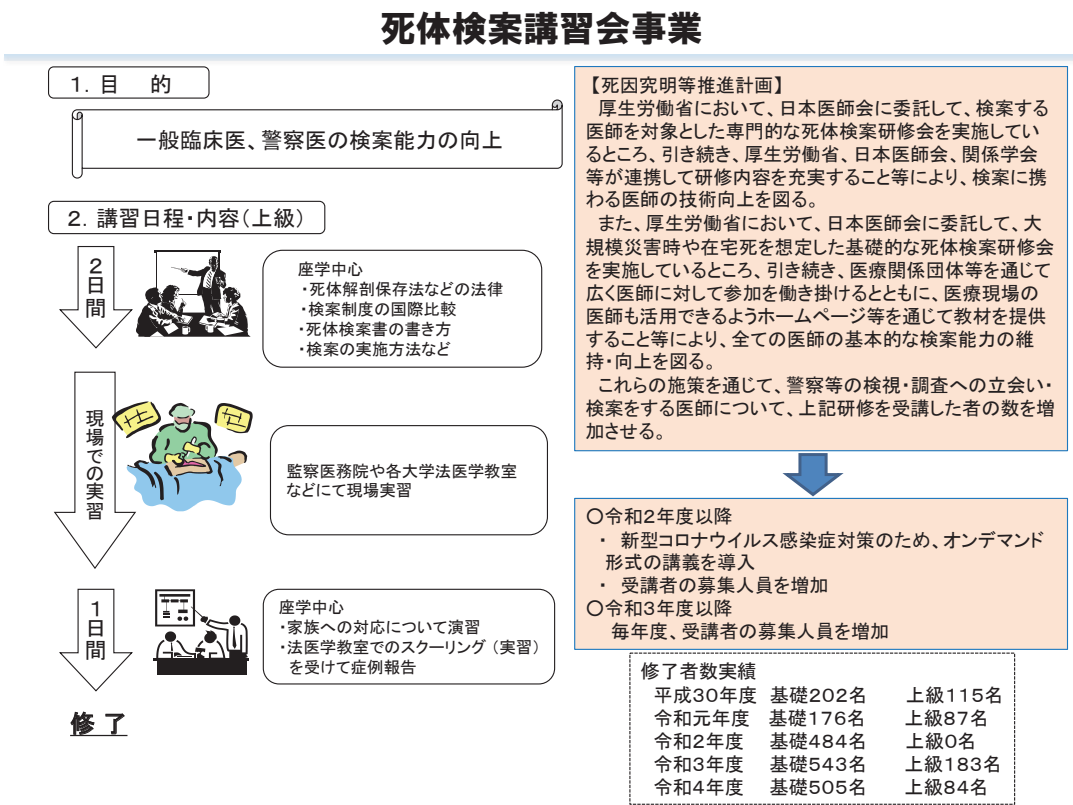 死体検案講習会事業
1．目　的
一般臨床医、警察医の検案能力の向上
2．講習日程・内容（上級）
2日間
座学中心
・死体解剖保存法などの法律
・検案制度の国際比較
・死体検案書の書き方
・検案の実施方法など
現場での実習
監察医務院や各大学法医学教室
などにて現場実習
1日間
座学中心
・家族への対応について演習
・法医学教室でのスクーリング（実習）
を受けて症例報告
修了
【死因究明等推進計画】
厚生労働省において、日本医師会に委託して、検案する
医師を対象とした専門的な死体検案研修会を実施してい
るところ、引き続き、厚生労働省、日本医師会、関係学会
等が連携して研修内容を充実すること等により、検案に携
わる医師の技術向上を図る。
また、厚生労働省において、日本医師会に委託して、大
規模災害時や在宅死を想定した基礎的な死体検案研修会
を実施しているところ、引き続き、医療関係団体等を通じて
広く医師に対して参加を働き掛けるとともに、医療現場の
医師も活用できるようホームページ等を通じて教材を提供
すること等により、全ての医師の基本的な検案能力の維
持・向上を図る。
これらの施策を通じて、警察等の検視・調査への立会い・
検案をする医師について、上記研修を受講した者の数を増
加させる。
○令和2年度以降
・ 新型コロナウイルス感染症対策のため、オンデマンド
形式の講義を導入
・ 受講者の募集人員を増加
○令和3年度以降
毎年度、受講者の募集人員を増加
修了者数実績
平成30年度 基礎202名 上級115名
令和元年度 基礎176名 上級87名
令和2年度 基礎484名 上級0名
令和3年度 基礎543名 上級183名
令和4年度 基礎505名 上級84名